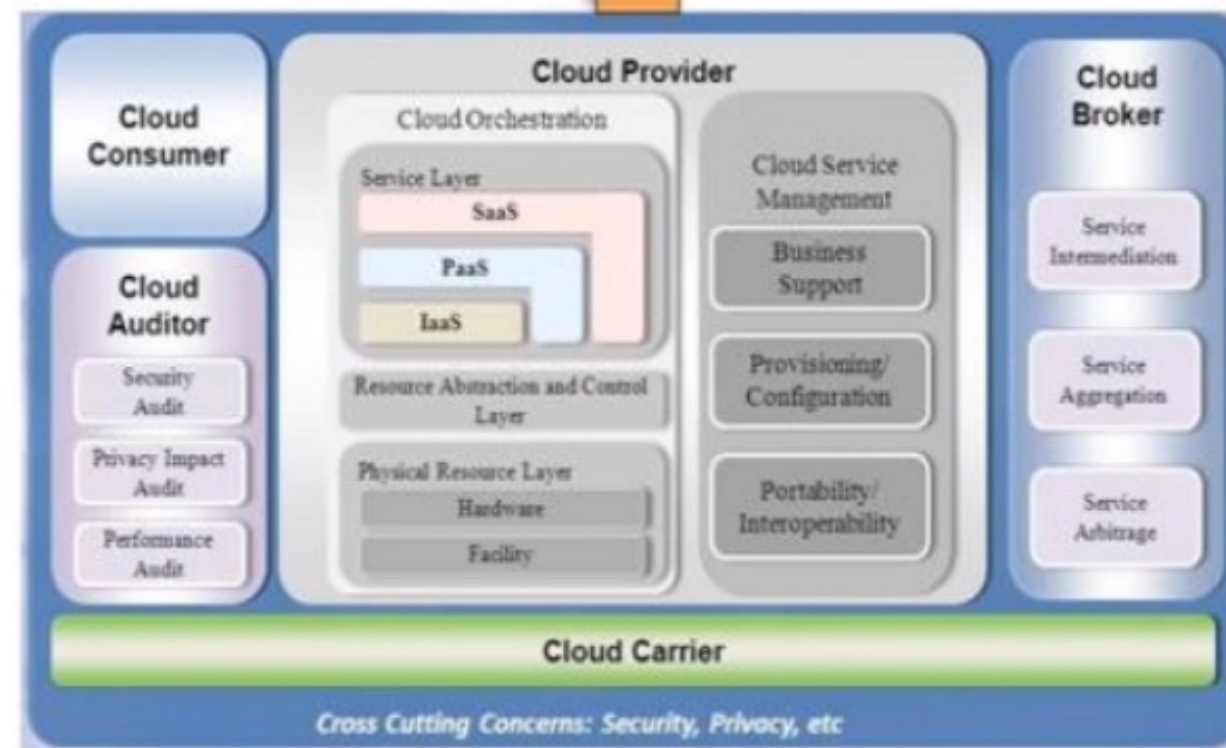 Cloud
Consumer
Cloud
Auditor
Security
Audit
Privacy Impact
Audit
Performance
Audit
Cloud Provider
Cloud Orchestration
Service Layer
SaaS
PaaS
IaaS
Resource Abstraction and Control
Layer
Physical Resource Layer
Hardware
Facility
Cloud Service
Management
Business
Support
Provisioning/
Configuration
Portability/
Interoperability
Cloud
Broker
Service
Intermediation
Service
Aggregation
Service
Arbitrage
Cloud Carrier
Cross Cutting Concerns: Security, Privacy, etc